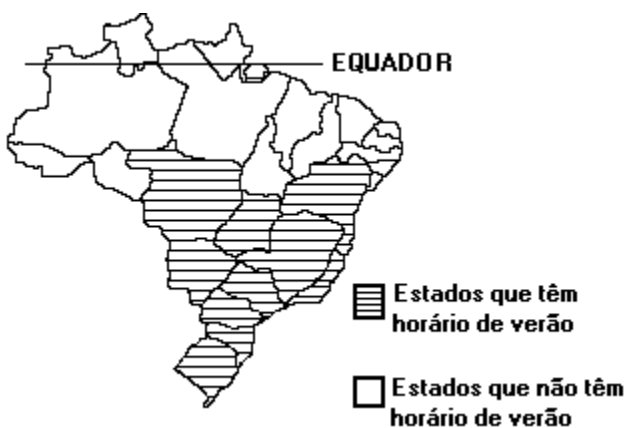 EQUADOR
Estados que têm
horário de verão
Estados que não têm
horário de verão